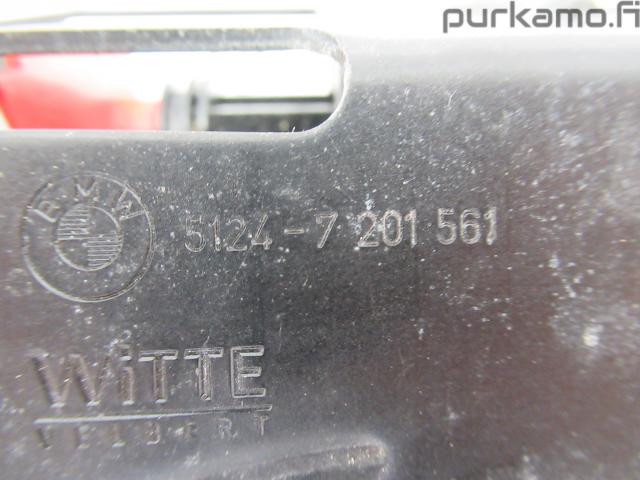 purkamo.fi
BMW
5124-7 201 561
WiTTE
VELBERT